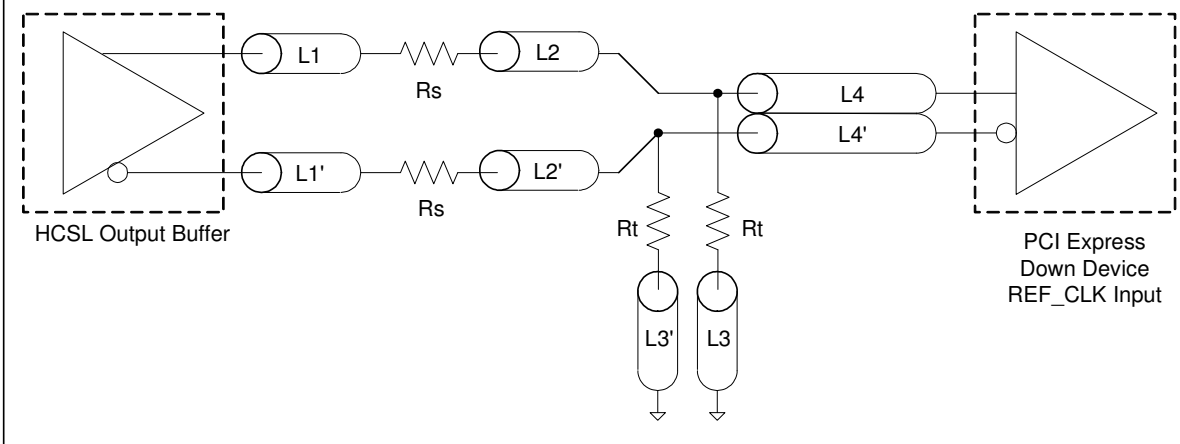 L1
Rs
L2
L4
L4'
L1'
Rs
L2'
HCSL Output Buffer
Rt
Rt
L3'
L3
PCI Express
Down Device
REF_CLK Input